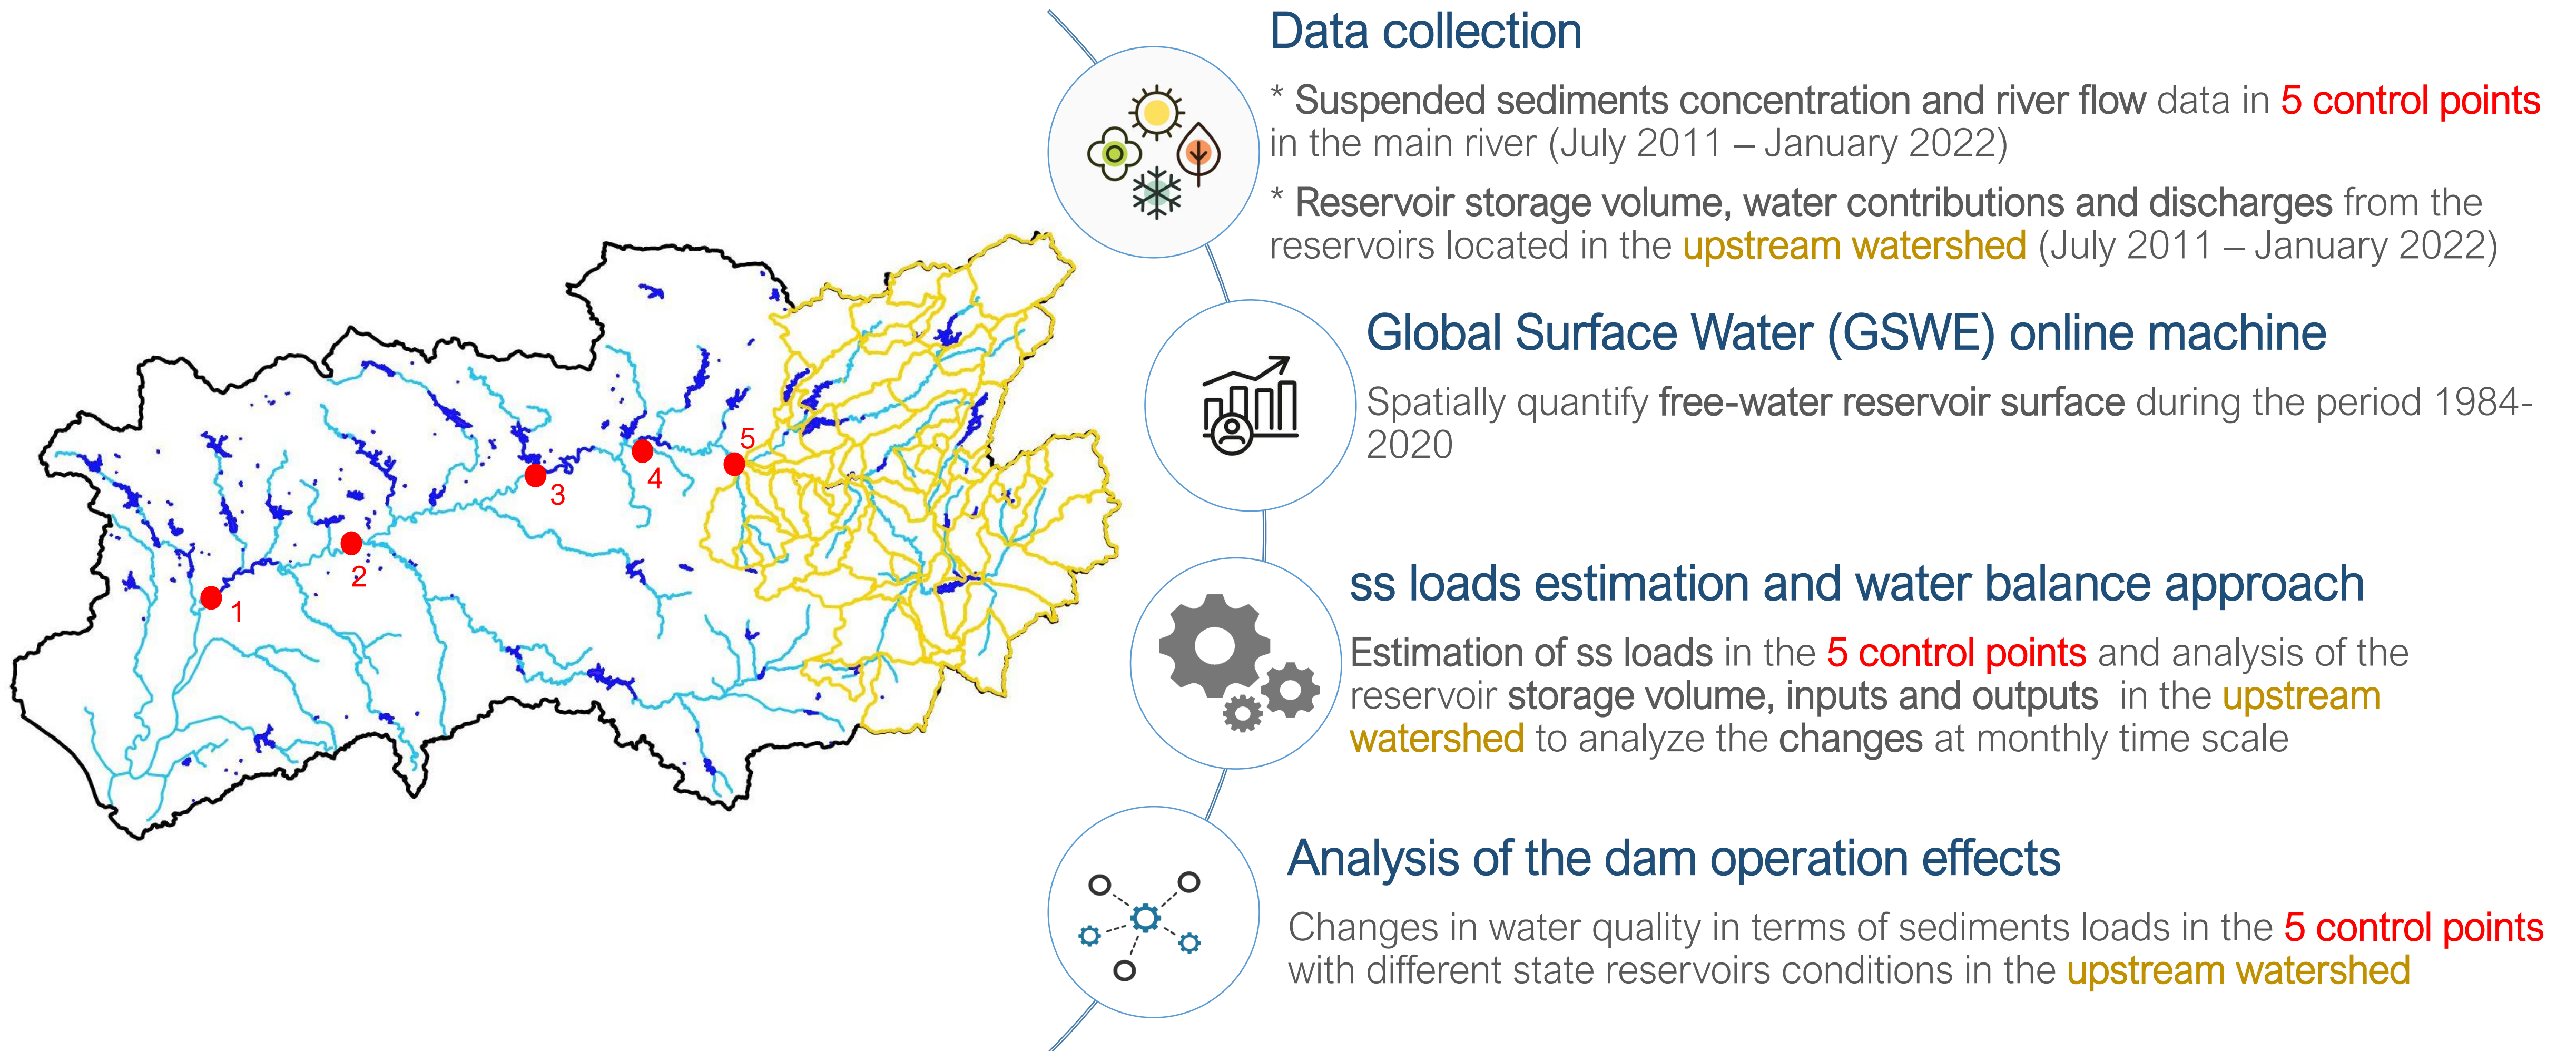 Data collection
* Suspended sediments concentration and river flow data in 5 control points
in the main river (July 2011 – January 2022)
* Reservoir storage volume, water contributions and discharges from the
reservoirs located in the upstream watershed (July 2011 – January 2022)
Global Surface Water (GSWE) online machine
Spatially quantify free-water reservoir surface during the period 1984-
2020
ss loads estimation and water balance approach
Estimation of ss loads in the 5 control points and analysis of the
reservoir storage volume, inputs and outputs in the upstream
watershed to analyze the changes at monthly time scale
Analysis of the dam operation effects
Changes in water quality in terms of sediments loads in the 5 control points
with different state reservoirs conditions in the upstream watershed
1
2
3
4
5